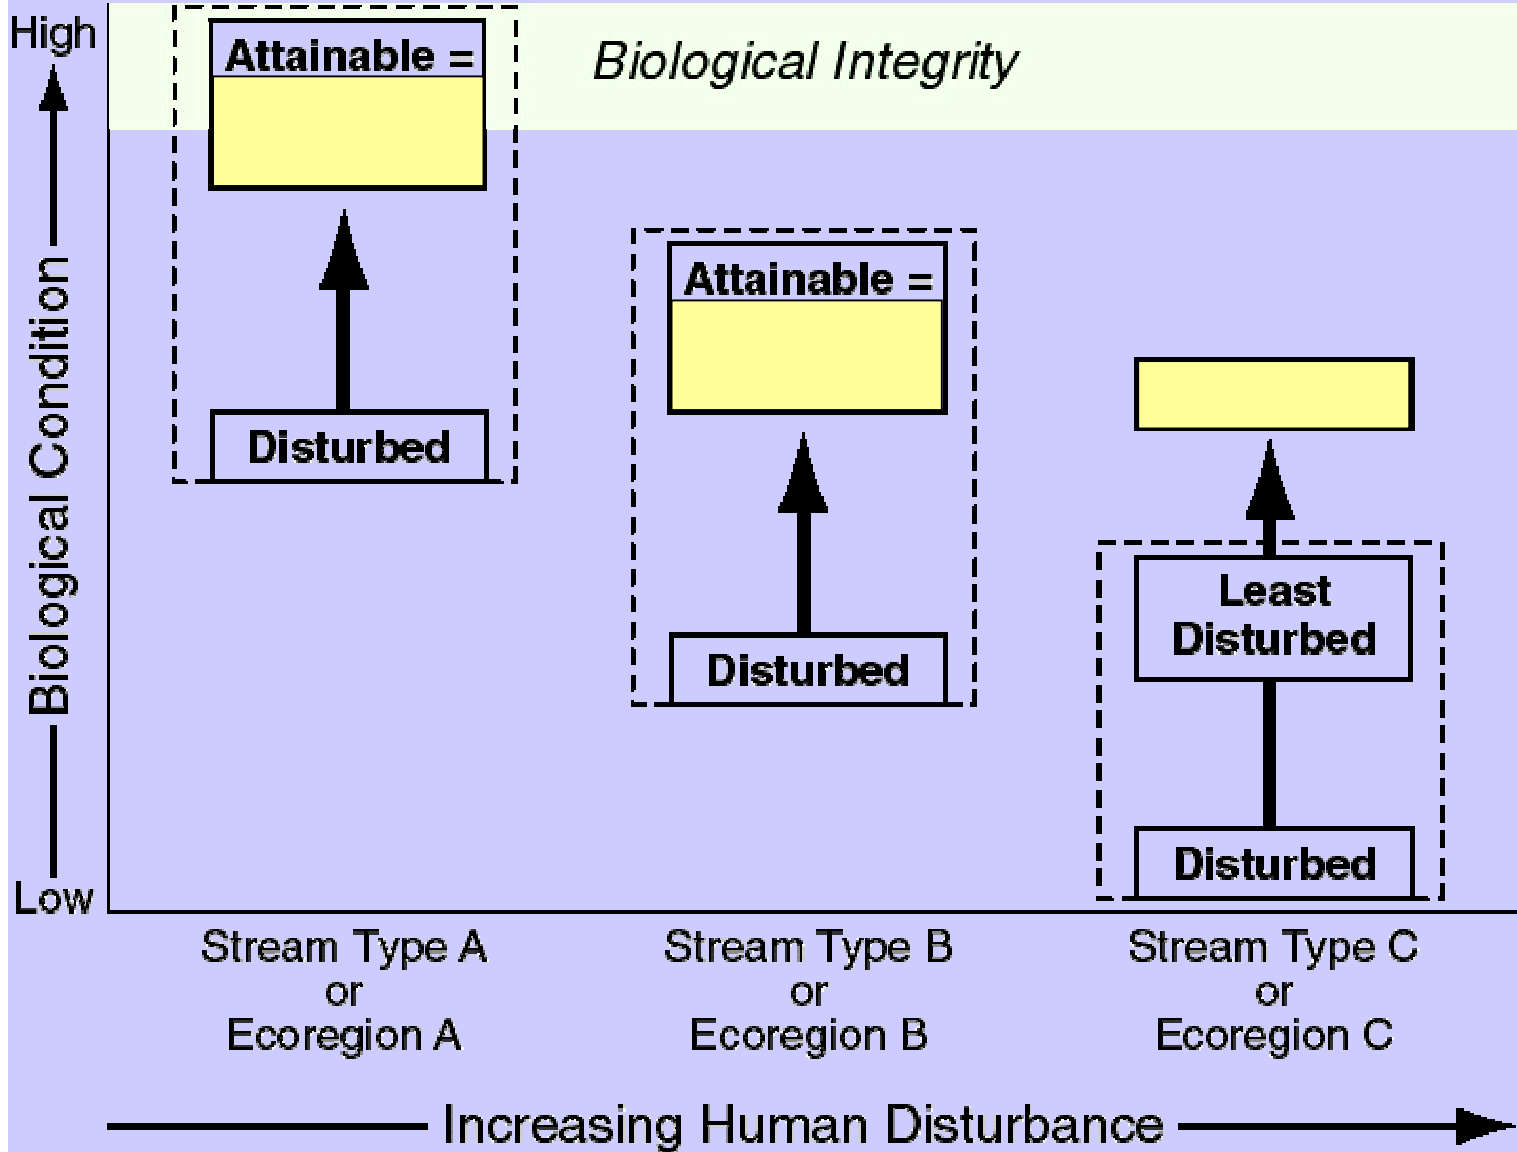 High
Biological Condition
Low
Biological Integrity
Attainable =
Disturbed
Attainable =
Disturbed
Least
Disturbed
Disturbed
Stream Type A
or
Ecoregion A
Stream Type B
or
Ecoregion B
Stream Type C
or
Ecoregion C
Increasing Human Disturbance